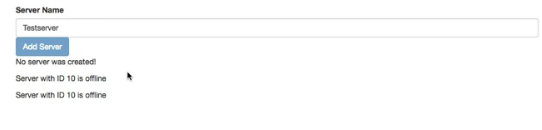 Server Name
Testserver
Add Server
No server was created!
Server with ID 10 is offline
Server with ID 10 is offline